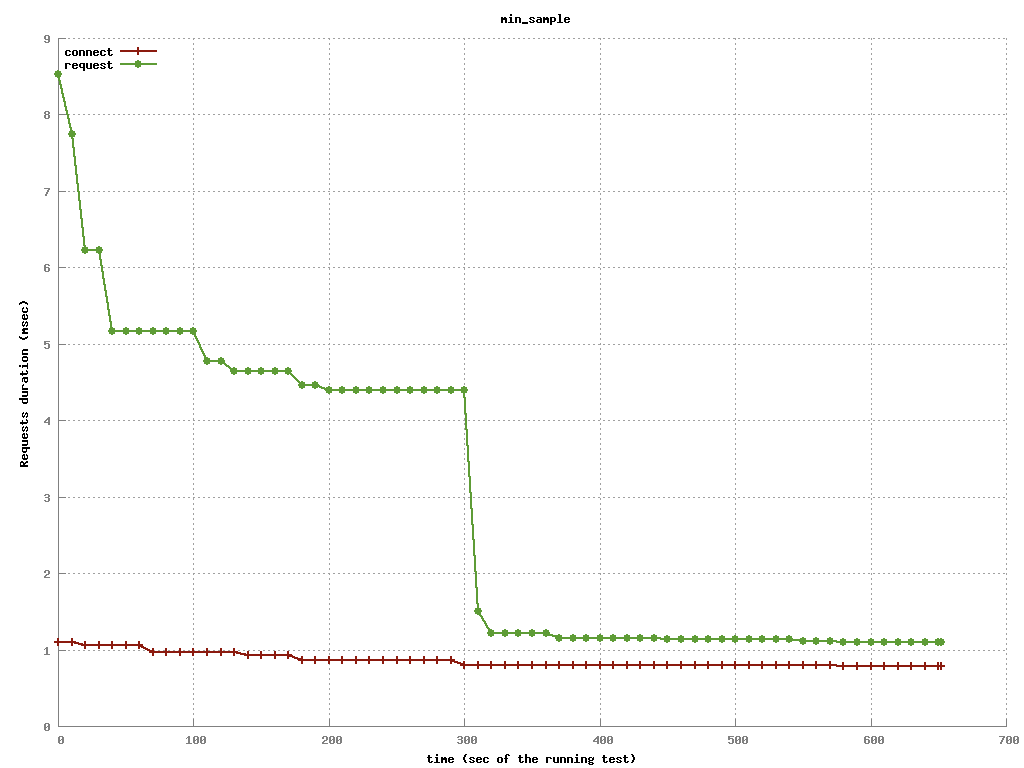 min_sample
connect
request
9
8
7
6
5
4
3
2
1
0
Requests duration (msec)
0 100 200 300 400 500 600 700
time (sec of the running test)